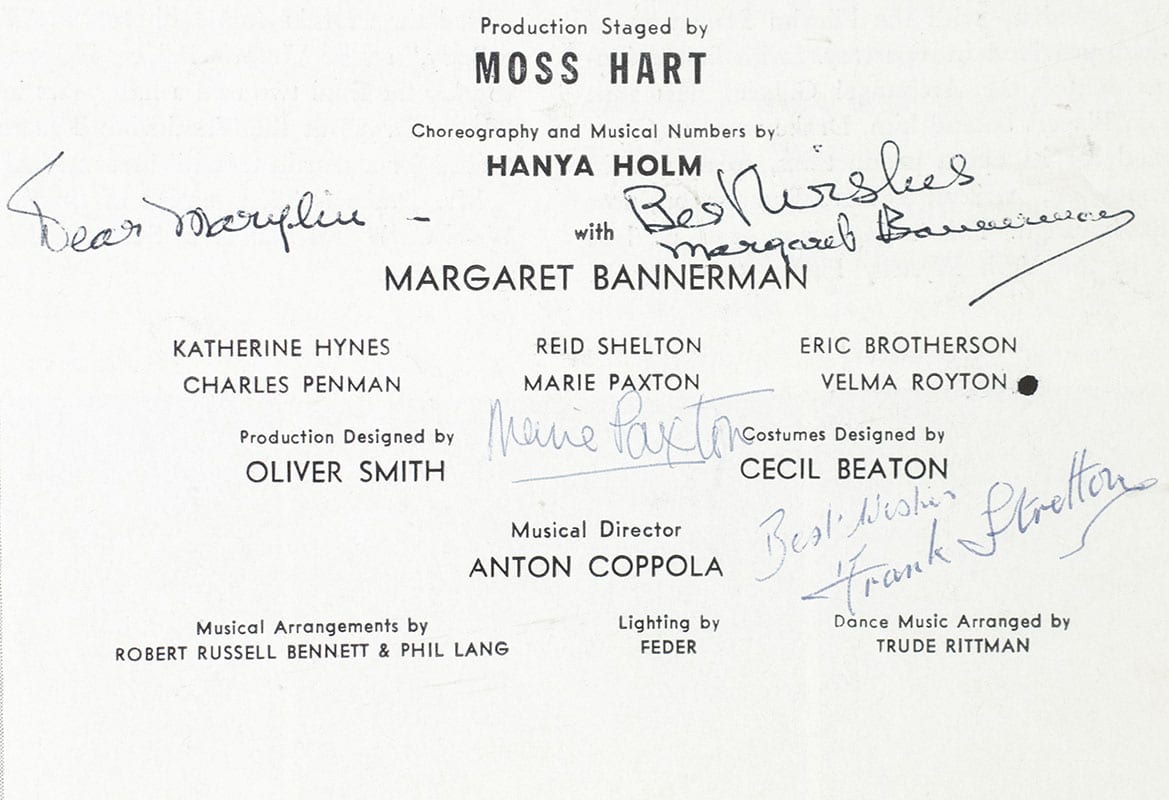 Production Staged by
MOSS HART
Choreography and Musical Numbers by
HANYA HOLM
Dear Marylin –
Best Wishes
with
Margaret Bannerman
MARGARET BANNERMAN
KATHERINE HYNES REID SHELTON ERIC BROTHERSON
CHARLES PENMAN MARIE PAXTON VELMA ROYTON
Marie Paxton
Production Designed by Costumes Designed by
OLIVER SMITH CECIL BEATON
Best Wishes
Frank Stretton
Musical Director
ANTON COPPOLA
Musical Arrangements by Lighting by Dance Music Arranged by
ROBERT RUSSELL BENNETT & PHIL LANG FEDER TRUDE RITTMAN